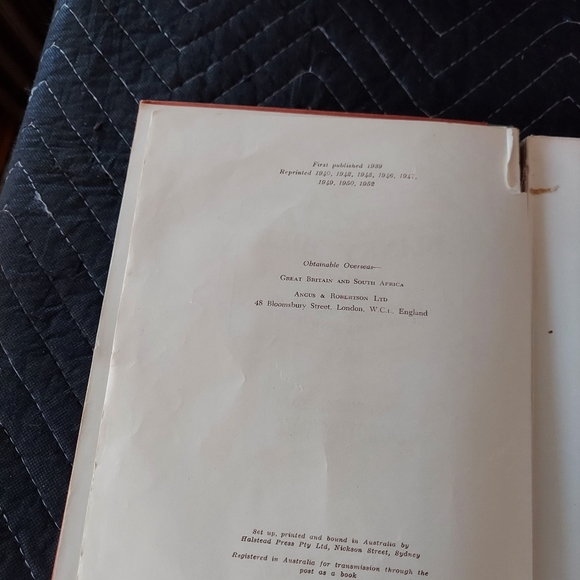 First published 1939
Reprinted 1940, 1942, 1943, 1946, 1947,
1949, 1950, 1952
Obtainable Overseas—
GREAT BRITAIN AND SOUTH AFRICA
ANGUS & ROBERTSON LTD
48 Bloomsbury Street, London, W.C.1., England
Set up, printed and bound in Australia by
Halstead Press Pty Ltd, Nickson Street, Sydney
Registered in Australia for transmission through the
post as a book